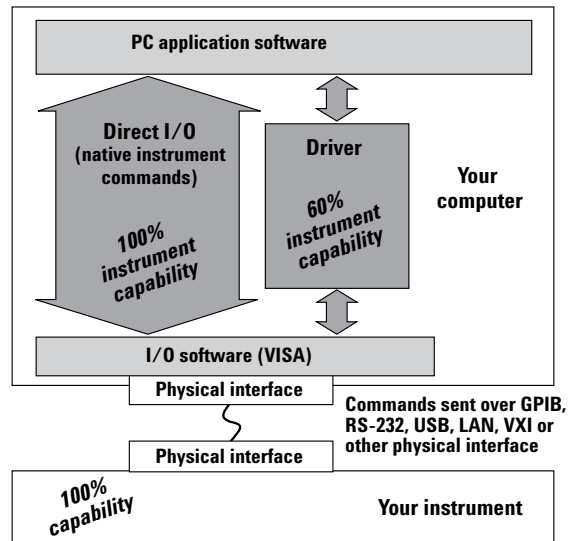 PC application software
Direct I/O
(native instrument
commands)
100%
instrument
capability
Driver
60%
instrument
capability
Your
computer
I/O software (VISA)
Physical interface
Commands sent over GPIB,
RS-232, USB, LAN, VXI or
other physical interface
Physical interface
100%
capability
Your instrument